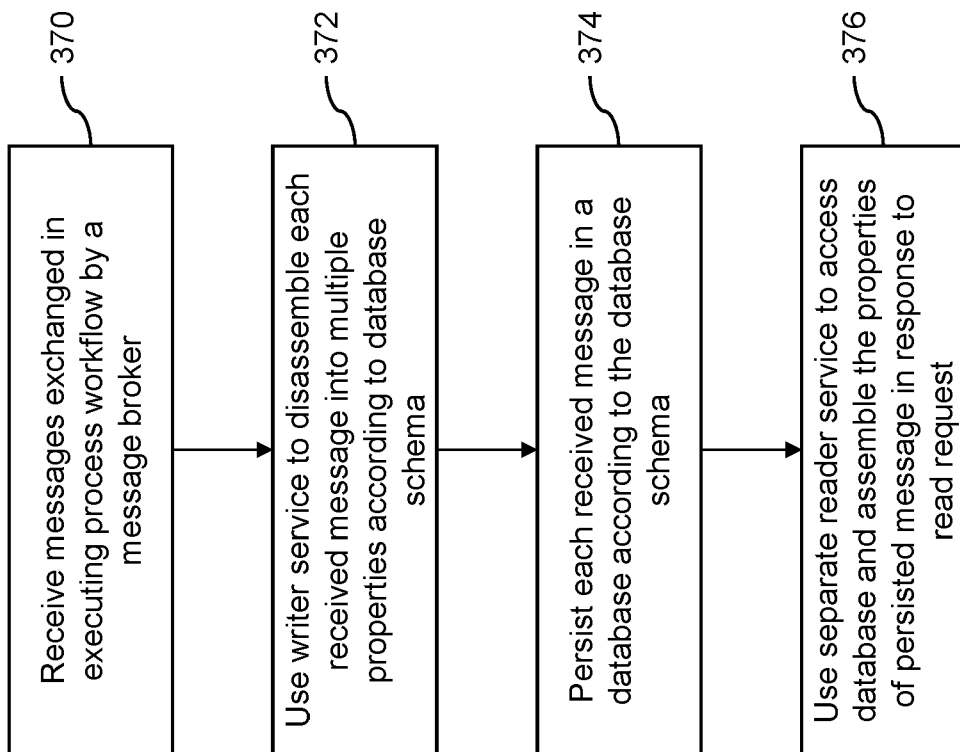 Receive messages exchanged in
executing process workflow by a
message broker
370
Use writer service to disassemble each
received message into multiple
properties according to database
schema
372
Persist each received message in a
database according to the database
schema
374
Use separate reader service to access
database and assemble the properties
of persisted message in response to
read request
376